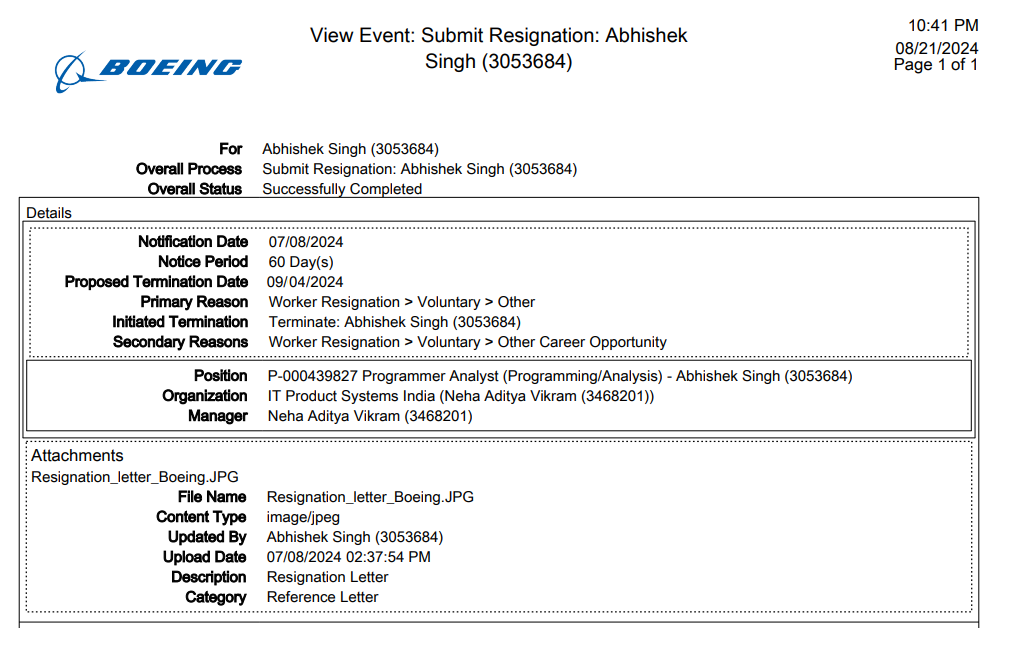 BOEING
View Event: Submit Resignation: Abhishek
Singh (3053684)
10:41 PM
08/21/2024
Page 1 of 1
For Abhishek Singh (3053684)
Overall Process Submit Resignation: Abhishek Singh (3053684)
Overall Status Successfully Completed
Details
Notification Date 07/08/2024
Notice Period 60 Day(s)
Proposed Termination Date 09/04/2024
Primary Reason Worker Resignation > Voluntary > Other
Initiated Termination Terminate: Abhishek Singh (3053684)
Secondary Reasons Worker Resignation > Voluntary > Other Career Opportunity
Position P-000439827 Programmer Analyst (Programming/Analysis) - Abhishek Singh (3053684)
Organization IT Product Systems India (Neha Aditya Vikram (3468201))
Manager Neha Aditya Vikram (3468201)
Attachments
Resignation_letter_Boeing.JPG
File Name Resignation_letter_Boeing.JPG
Content Type image/jpeg
Updated By Abhishek Singh (3053684)
Upload Date 07/08/2024 02:37:54 PM
Description Resignation Letter
Category Reference Letter